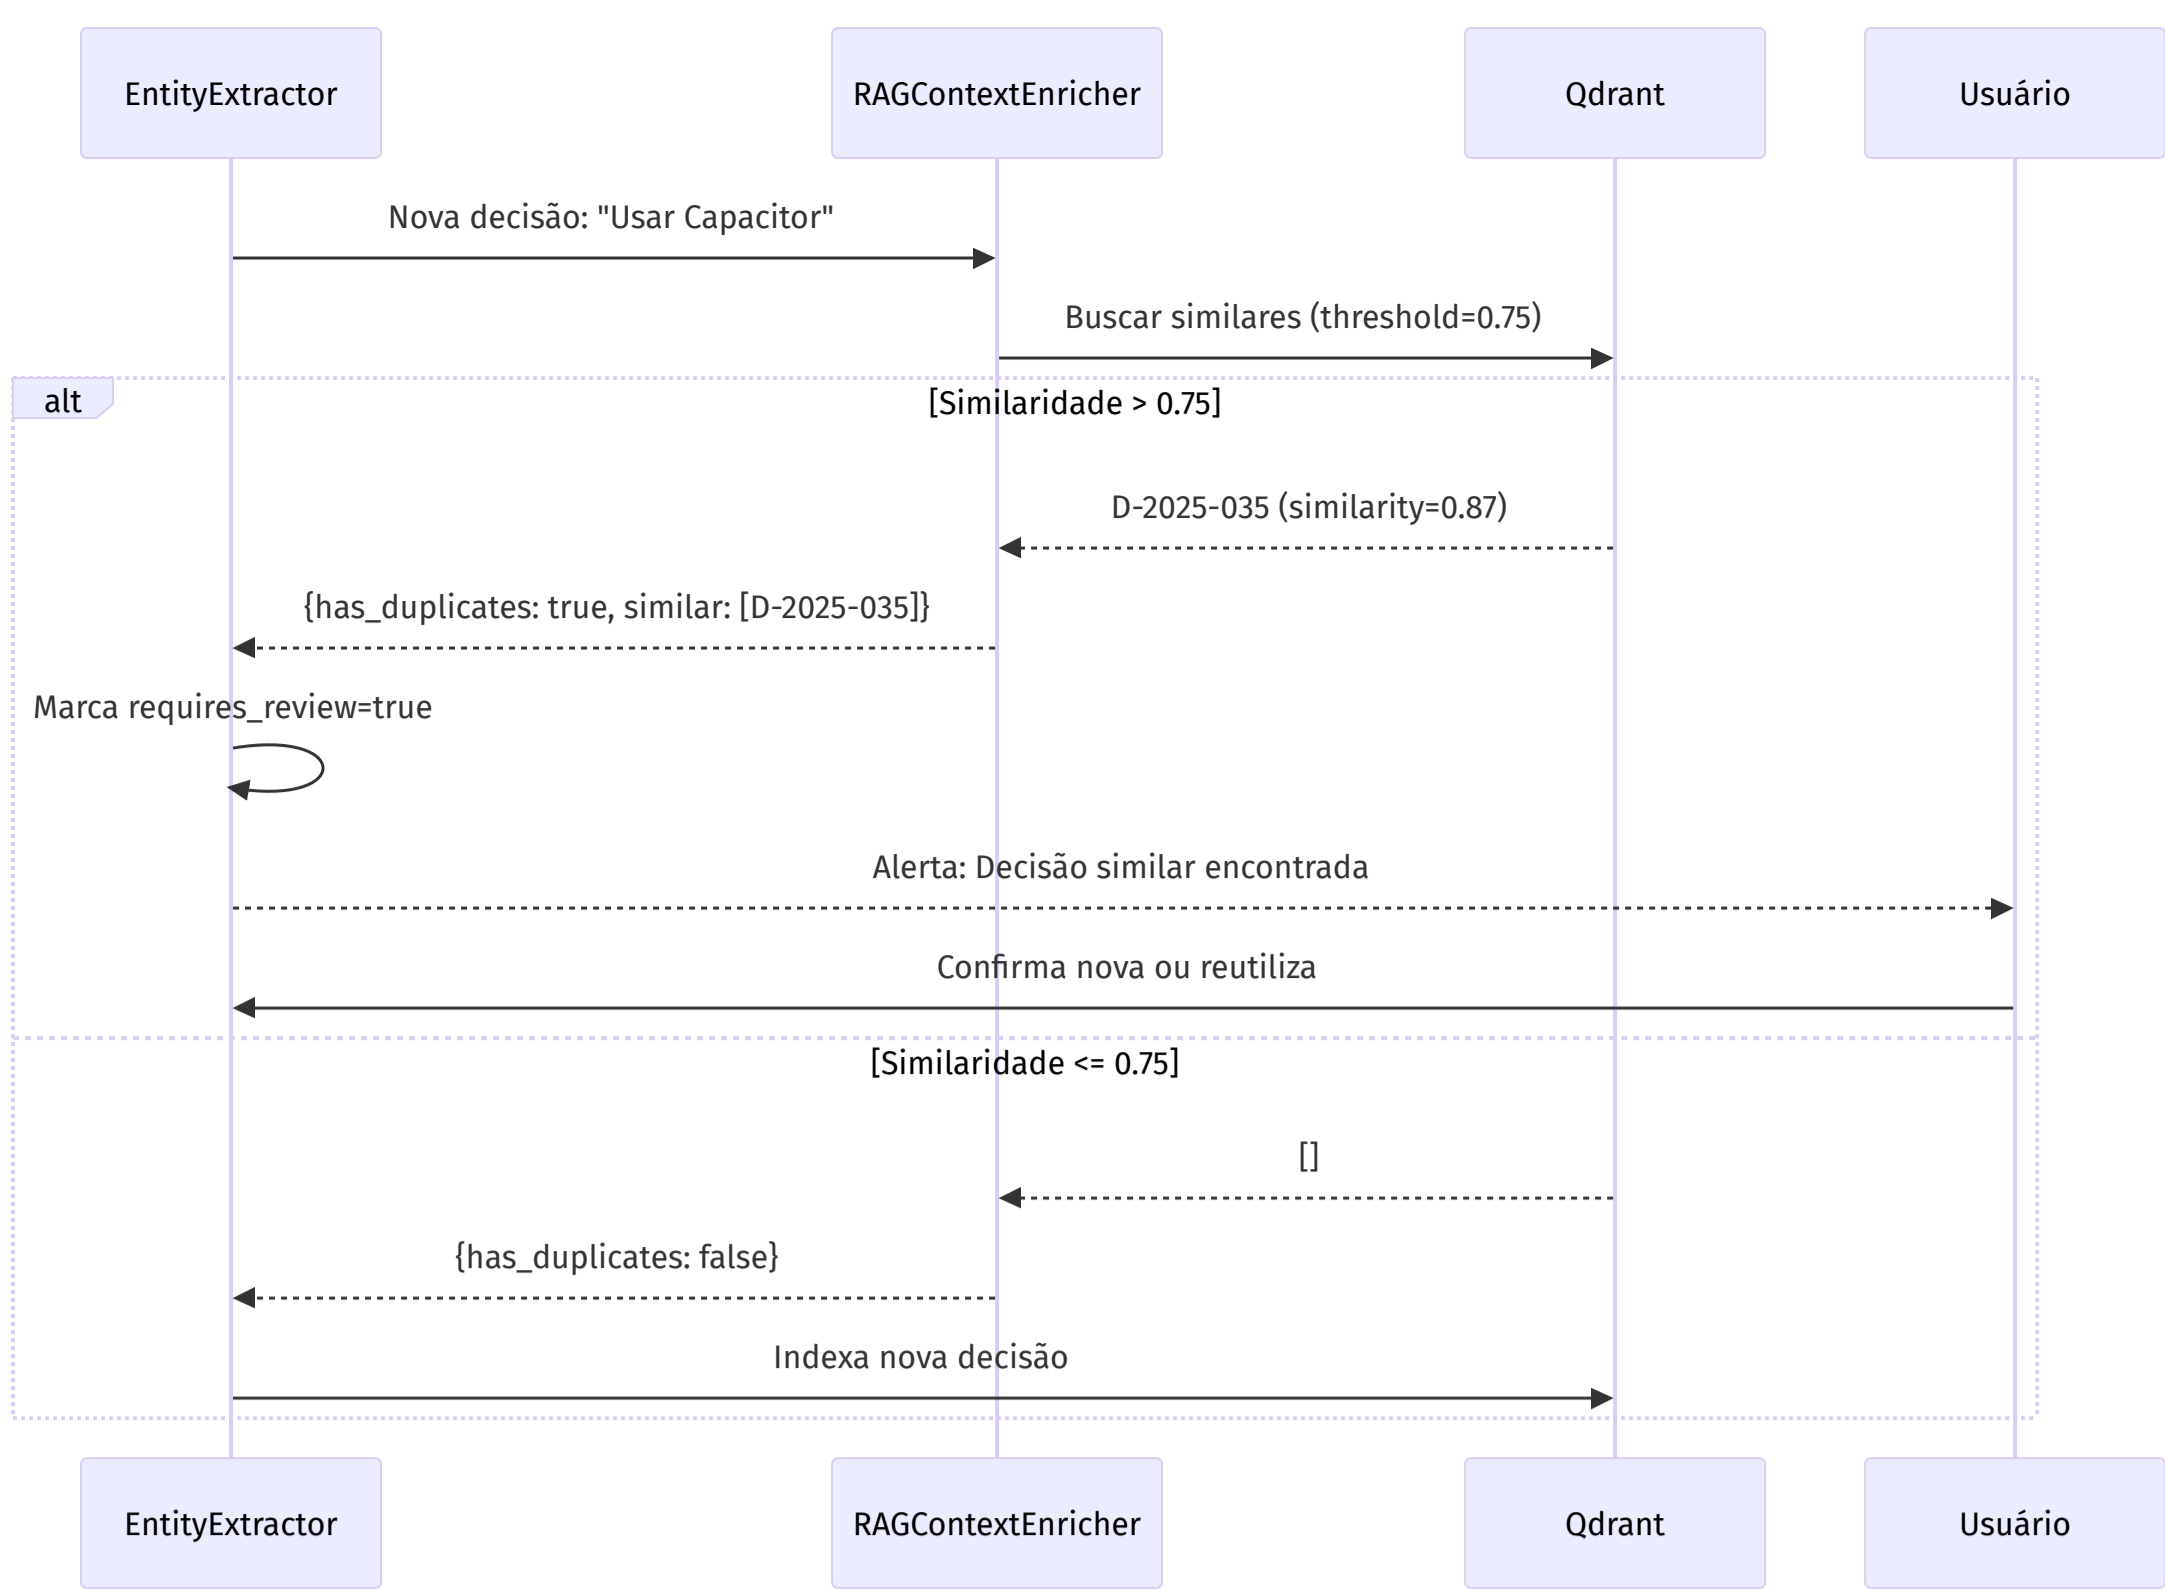 EntityExtractor
RAGContextEnricher
Qdrant
Usuário
Nova decisão: "Usar Capacitor"
Buscar similares (threshold=0.75)
alt
[Similaridade > 0.75]
D-2025-035 (similarity=0.87)
{has_duplicates: true, similar: [D-2025-035]}
Marca requires_review=true
Alerta: Decisão similar encontrada
Confirma nova ou reutiliza
[Similaridade <= 0.75]
[]
{has_duplicates: false}
Indexa nova decisão
EntityExtractor
RAGContextEnricher
Qdrant
Usuário